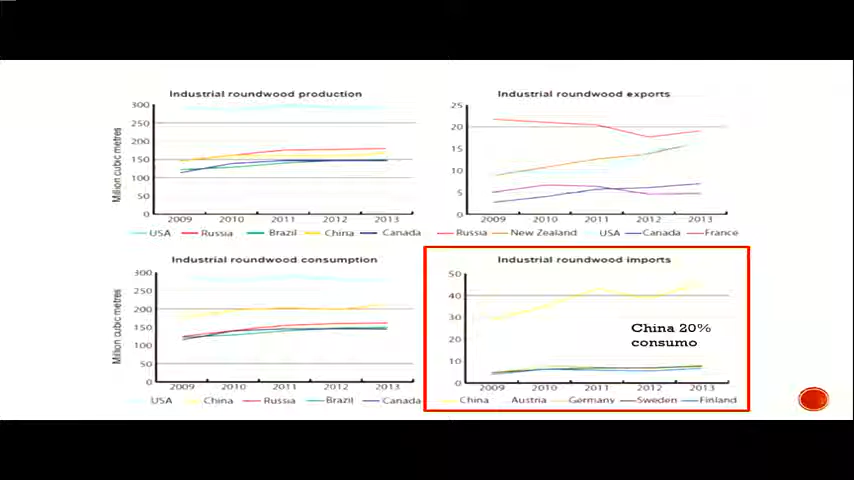 Industrial roundwood production
300
250
200
150
100
50
0
Million cubic metres
2009 2010 2011 2012 2013
USA Russia Brazil China Canada
Industrial roundwood exports
25
20
15
10
5
0
2009 2010 2011 2012 2013
Russia New Zealand USA Canada France
Industrial roundwood consumption
300
250
200
150
100
50
0
Million cubic metres
2009 2010 2011 2012 2013
USA China Russia Brazil Canada
Industrial roundwood imports
50
40
30
20
10
0
China 20%
consumo
2009 2010 2011 2012 2013
China Austria Germany Sweden Finland